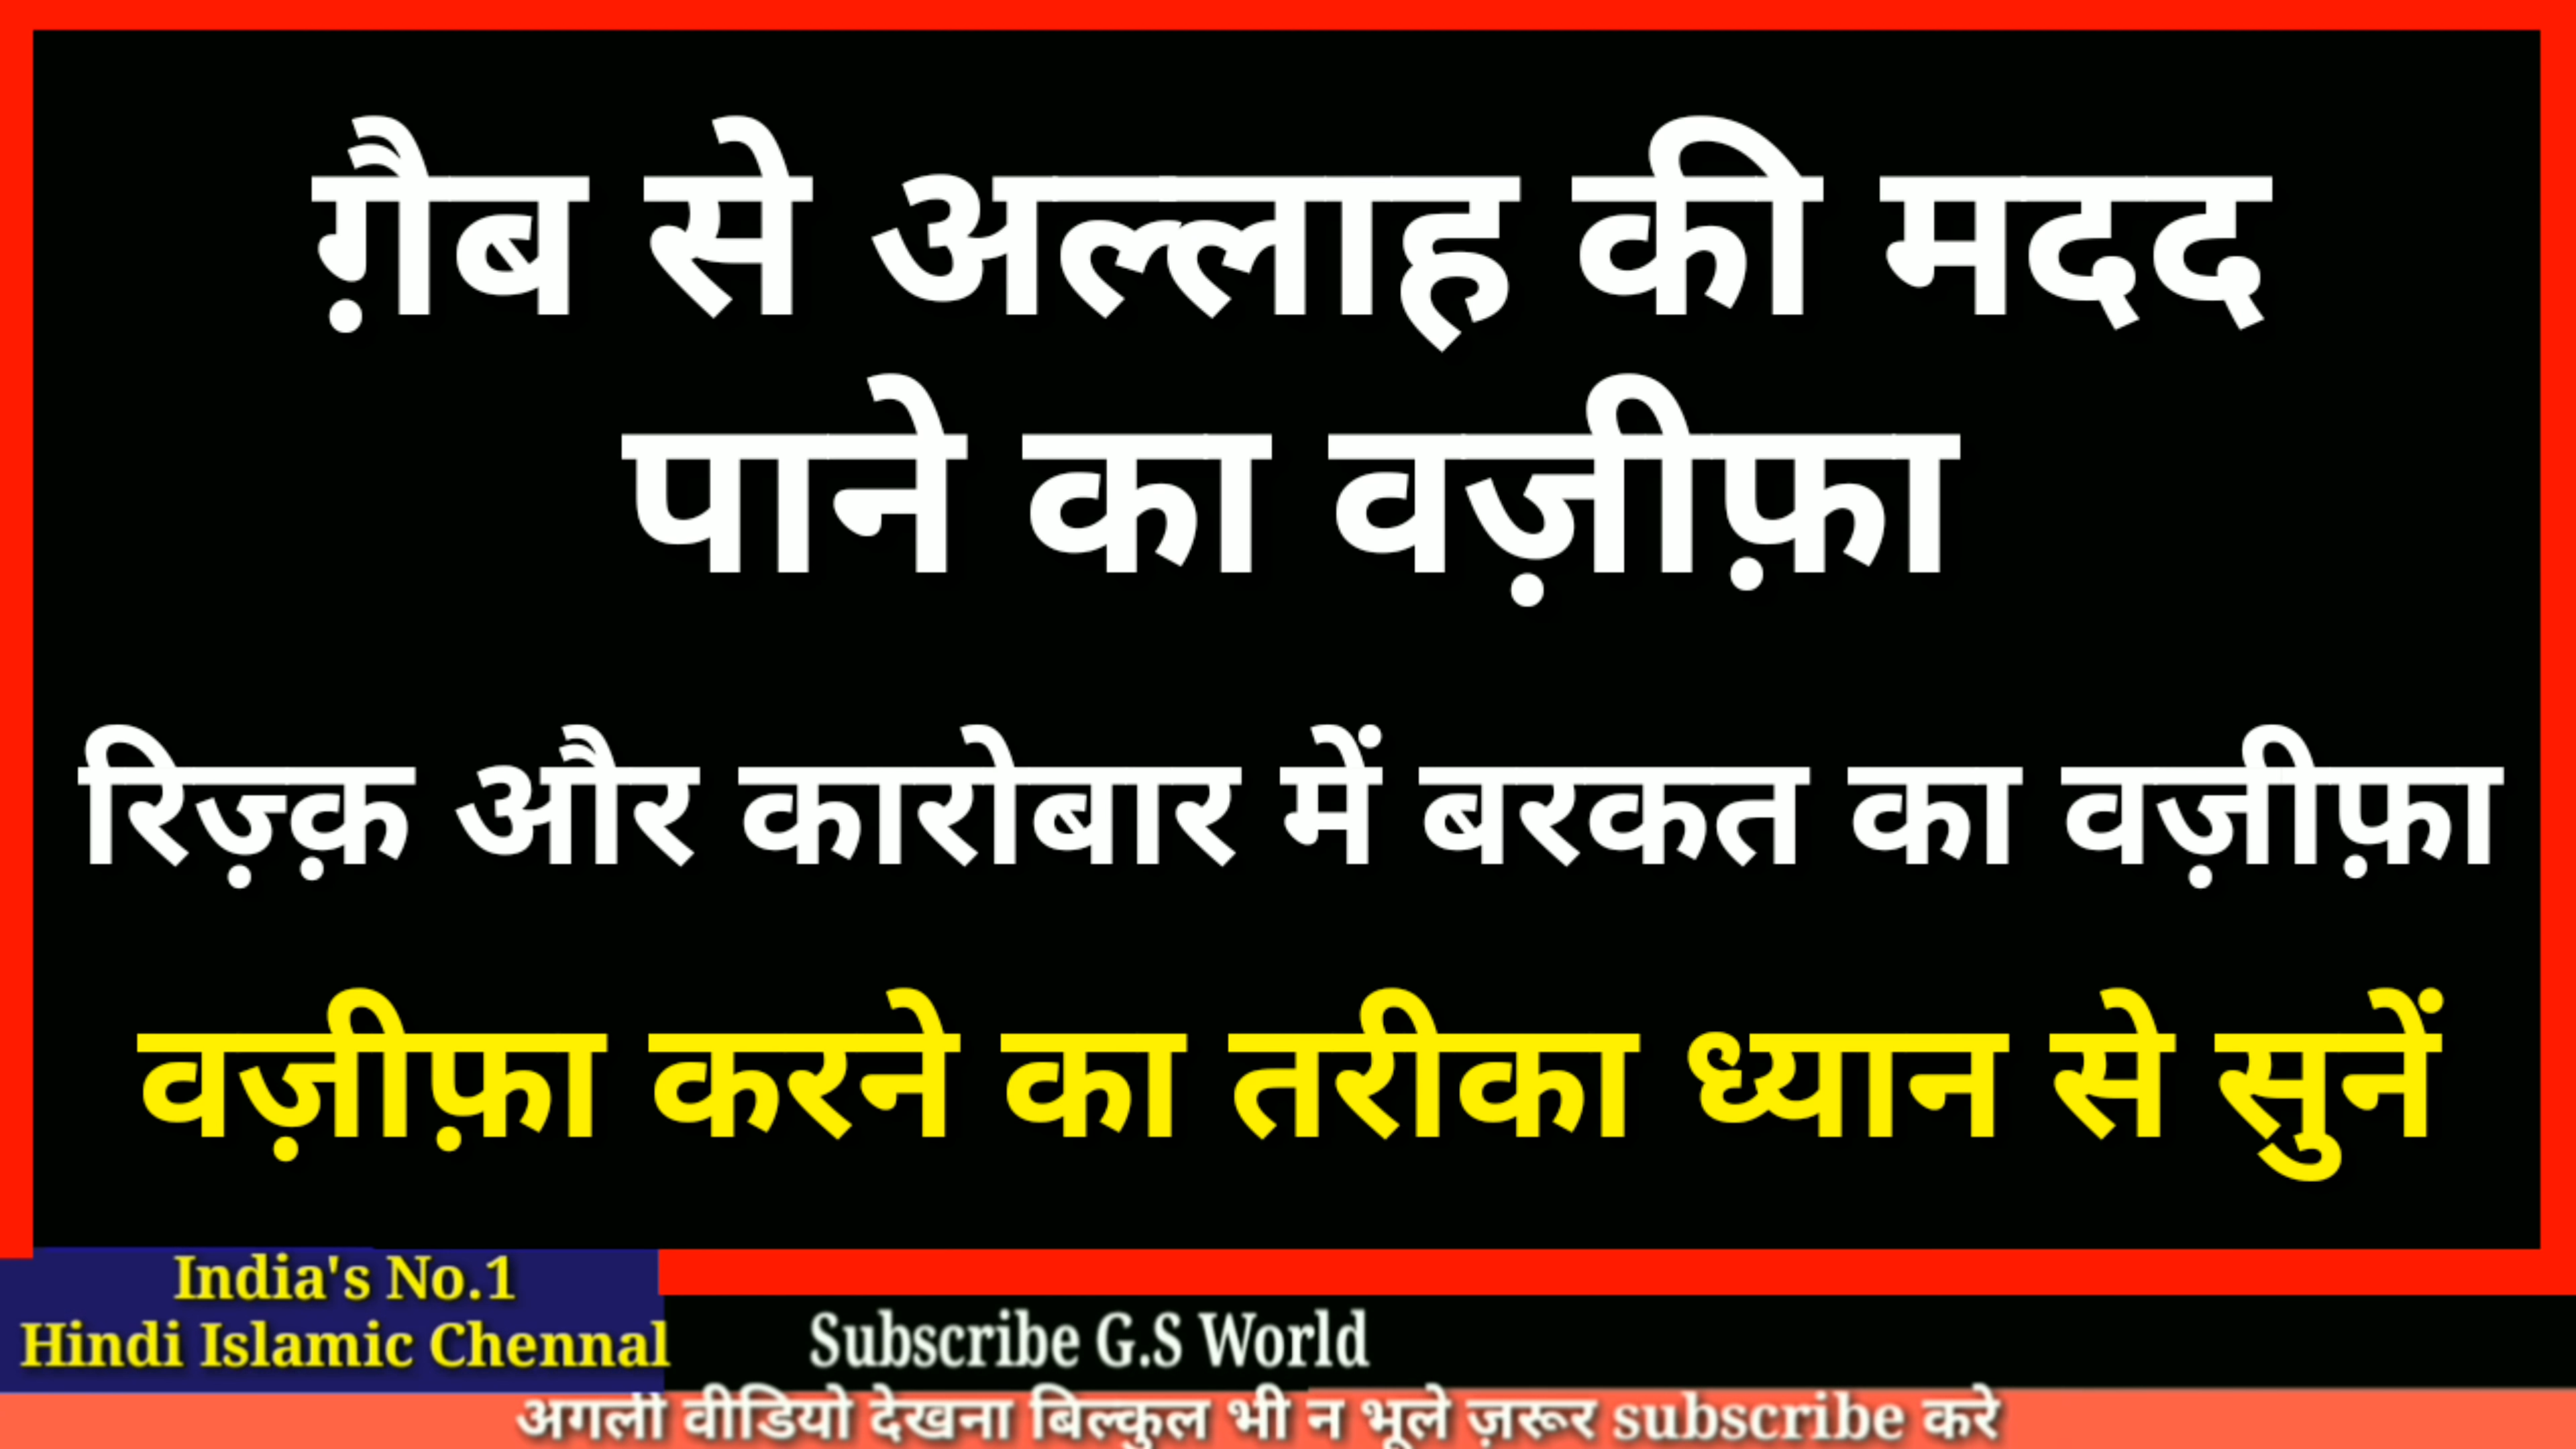 ग़ैब से अल्लाह की मदद
पाने का वज़ीफ़ा
रिज़्क़ और कारोबार में बरकत का वज़ीफ़ा
वज़ीफ़ा करने का तरीका ध्यान से सुनें
India's No.1
Hindi Islamic Chennal
Subscribe G.S World
अगली वीडियो देखना बिल्कुल भी न भूले ज़रूर subscribe करे